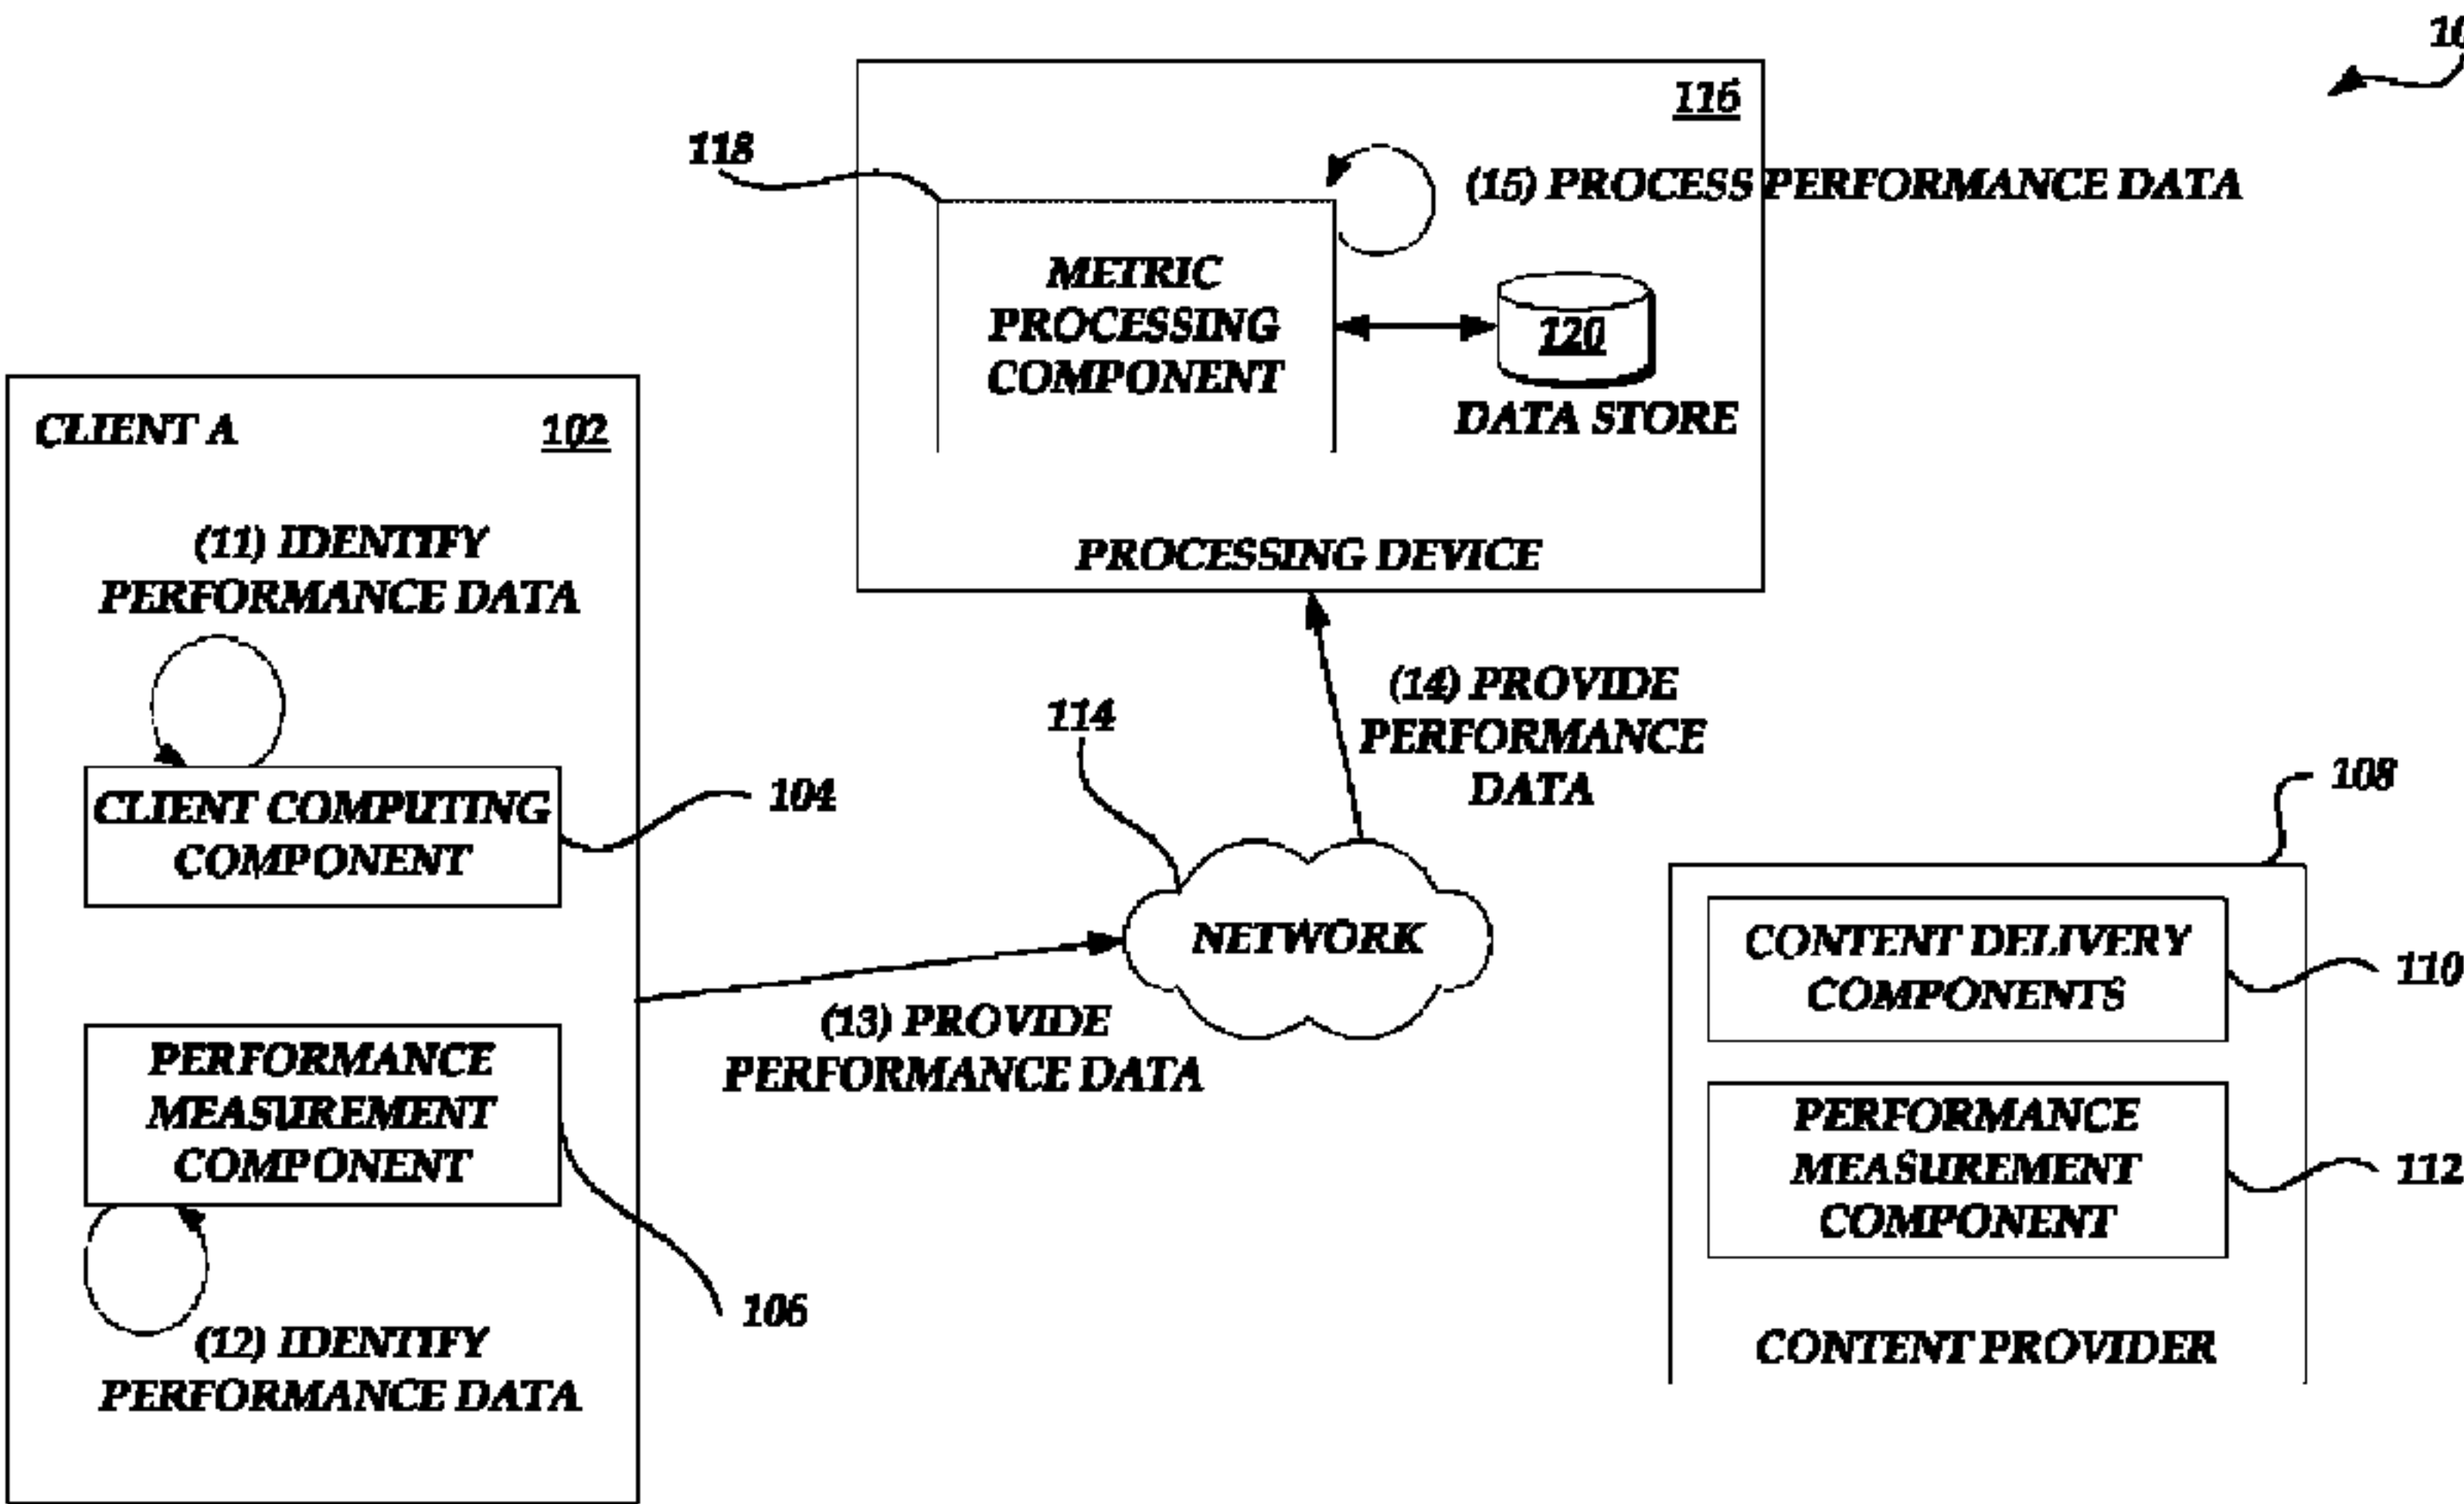 10
116
118
(15) PROCESS PERFORMANCE DATA
METRIC
PROCESSING
COMPONENT
120
DATA STORE
PROCESSING DEVICE
CLIENT A
102
(11) IDENTIFY
PERFORMANCE DATA
CLIENT COMPUTING
COMPONENT
104
PERFORMANCE
MEASUREMENT
COMPONENT
106
(12) IDENTIFY
PERFORMANCE DATA
(13) PROVIDE
PERFORMANCE DATA
114
NETWORK
(14) PROVIDE
PERFORMANCE
DATA
108
CONTENT DELIVERY
COMPONENTS
110
PERFORMANCE
MEASUREMENT
COMPONENT
112
CONTENT PROVIDER